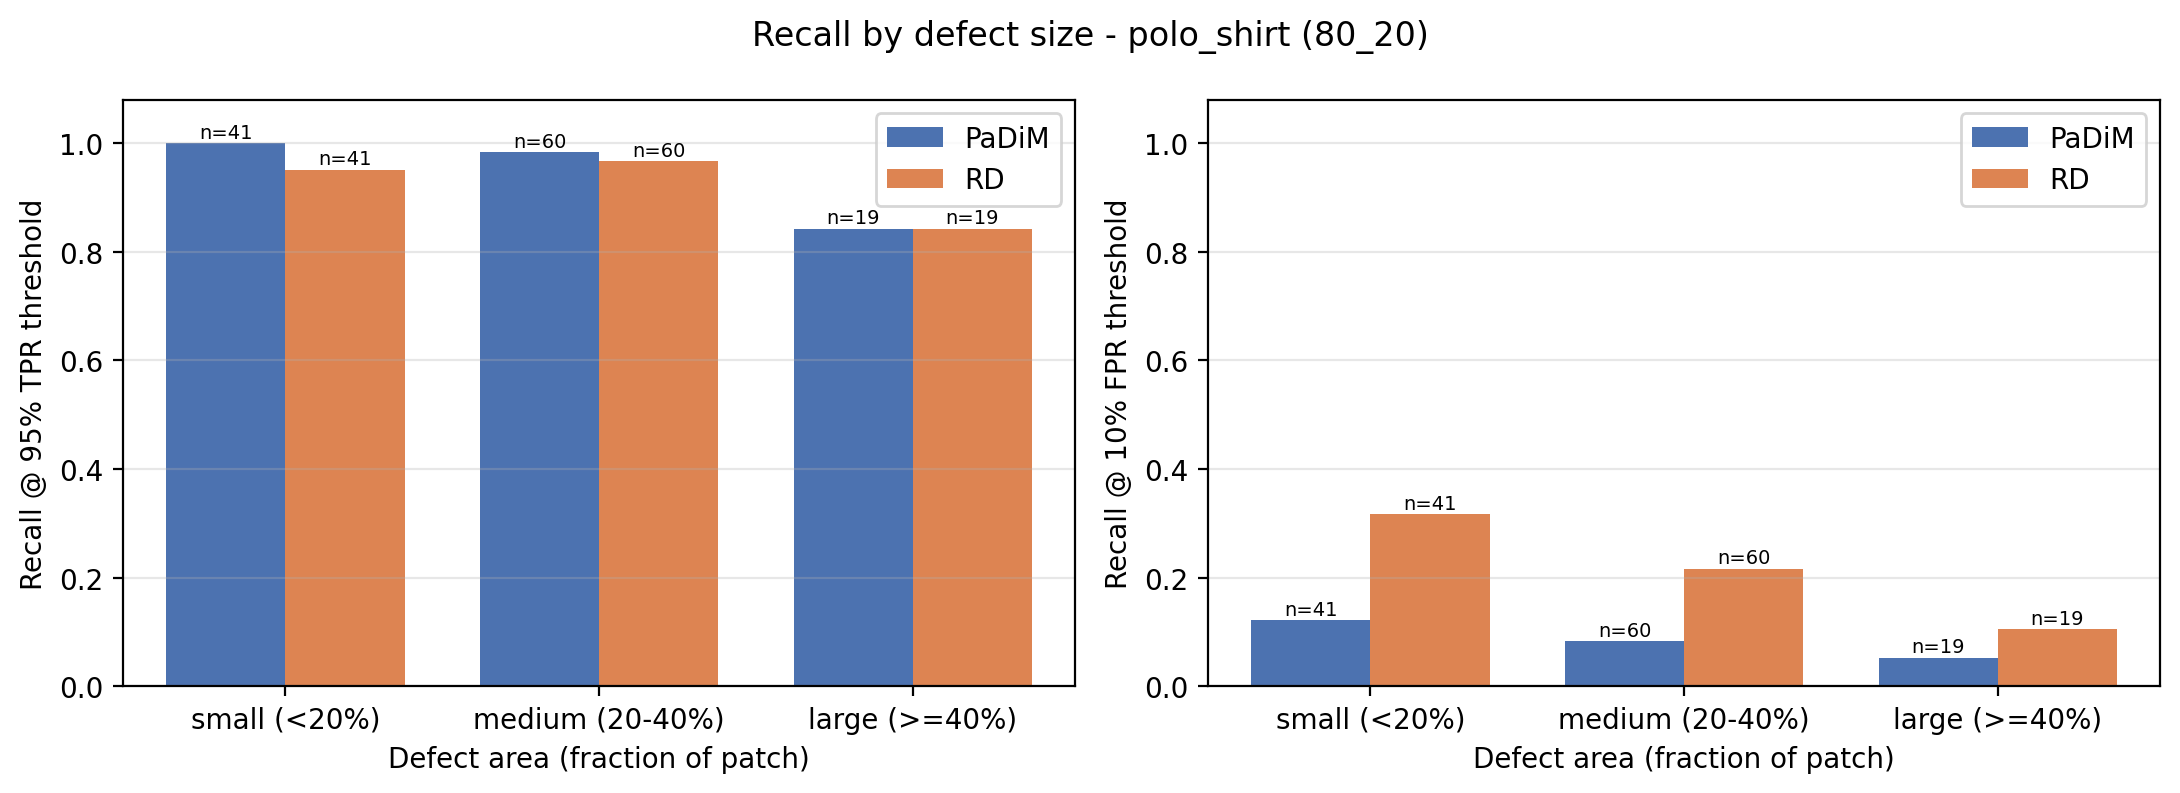 Recall by defect size - polo_shirt (80_20)
Recall @ 95% TPR threshold
1.0
0.8
0.6
0.4
0.2
0.0
n=41
n=41
n=60
n=60
n=19
n=19
PaDiM
RD
small (<20%)
medium (20-40%)
large (>=40%)
Defect area (fraction of patch)
Recall @ 10% FPR threshold
1.0
0.8
0.6
0.4
0.2
0.0
n=41
n=41
n=60
n=60
n=19
n=19
PaDiM
RD
small (<20%)
medium (20-40%)
large (>=40%)
Defect area (fraction of patch)